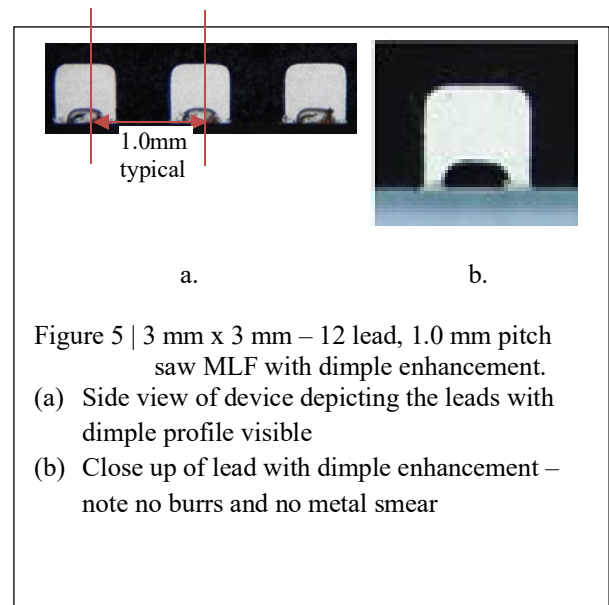 1.0mm
typical
a.
b.
Figure 5 | 3 mm x 3 mm – 12 lead, 1.0 mm pitch
saw MLF with dimple enhancement.
(a) Side view of device depicting the leads with
dimple profile visible
(b) Close up of lead with dimple enhancement –
note no burrs and no metal smear